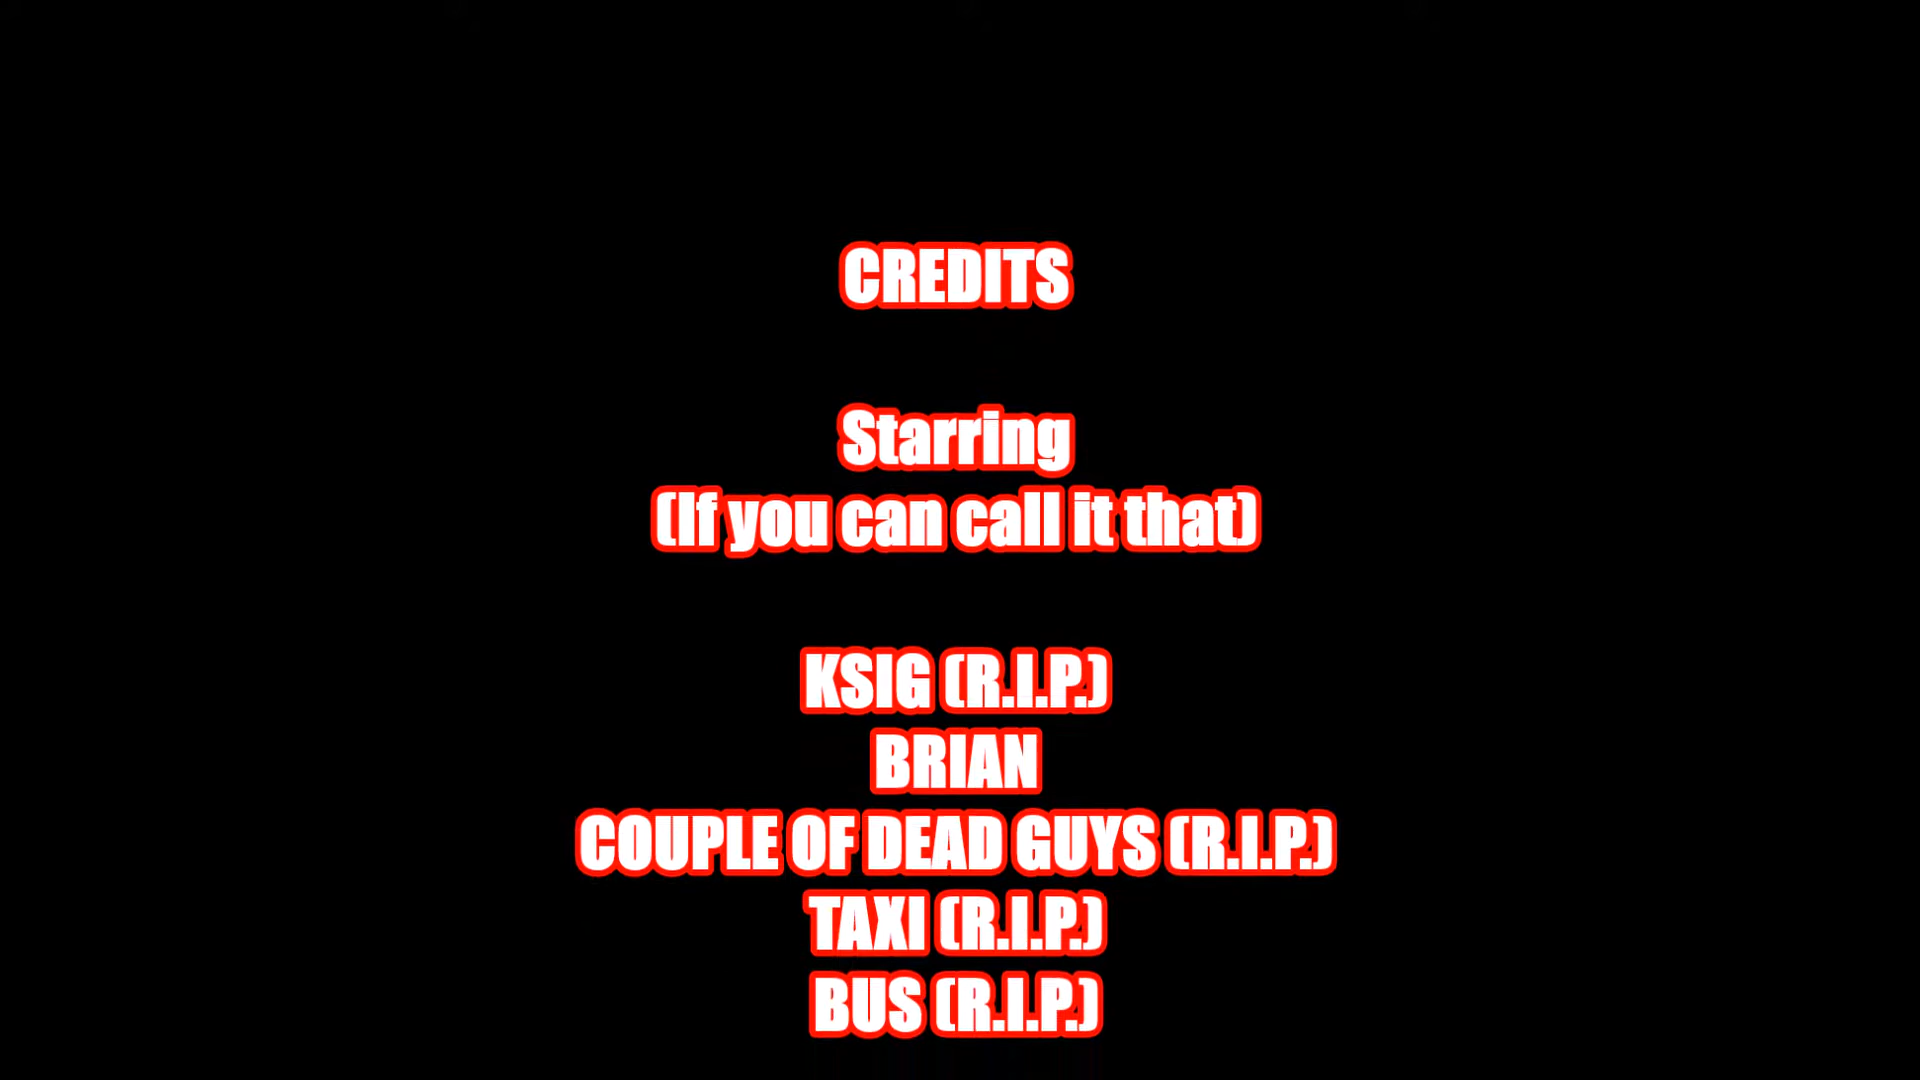 CREDITS
Starring
(If you can call it that)
KSIG (R.I.P.)
BRIAN
COUPLE OF DEAD GUYS (R.I.P.)
TAXI (R.I.P.)
BUS (R.I.P.)